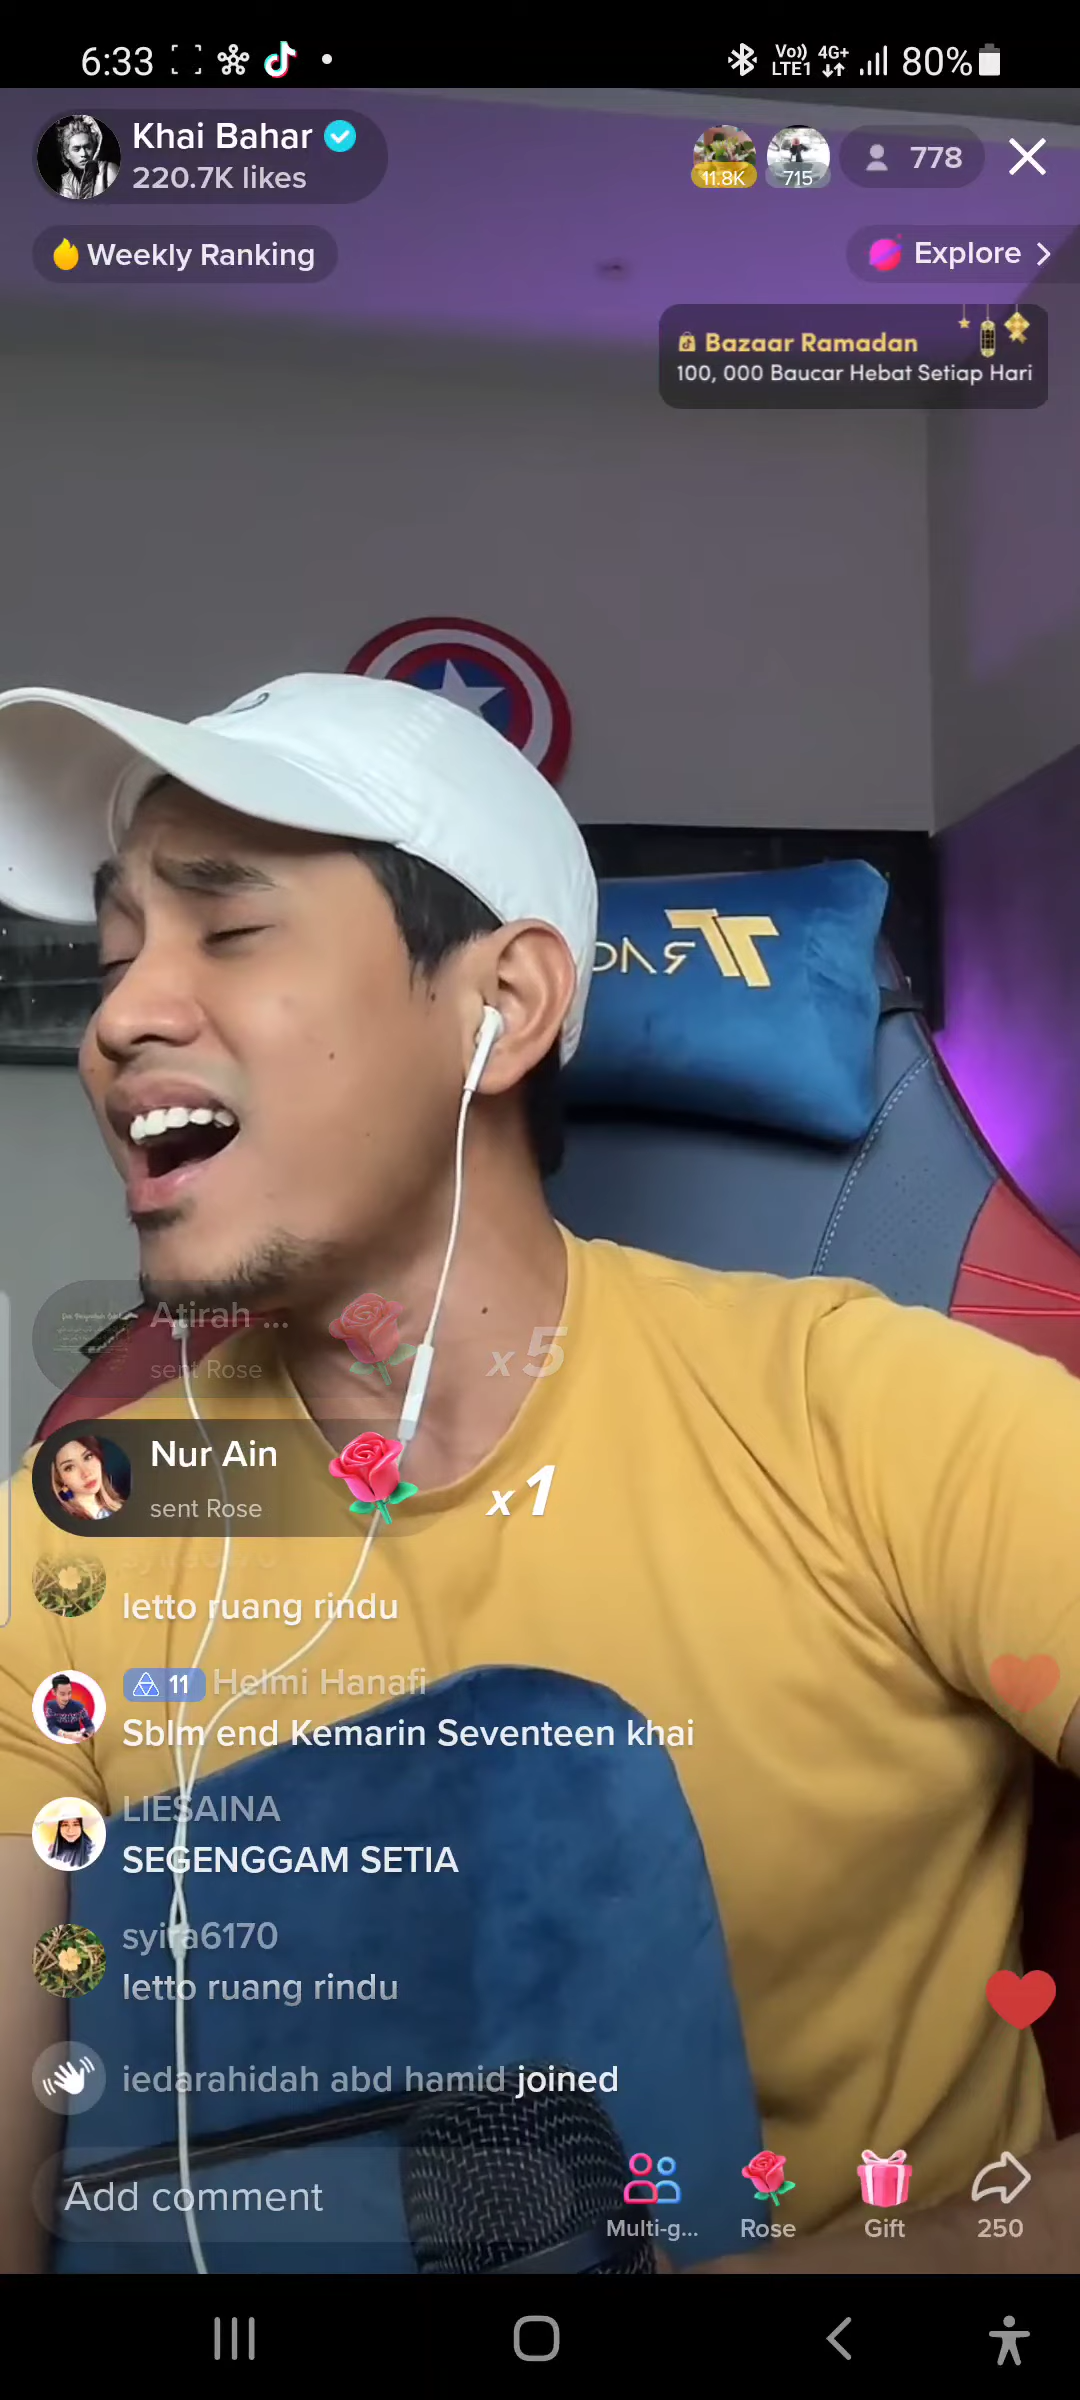 6:33
Vo))
LTE1
4G+
80%
Khai Bahar
220.7K likes
11.8K
715
778
Weekly Ranking
Explore
Bazaar Ramadan
100, 000 Baucar Hebat Setiap Hari
Atirah ...
sent Rose
x5
Nur Ain
sent Rose
x1
letto ruang rindu
11 Helmi Hanafi
Sblm end Kemarin Seventeen khai
LIESAINA
SEGENGGAM SETIA
syira6170
letto ruang rindu
iedarahidah abd hamid joined
Add comment
Multi-g...
Rose
Gift
250